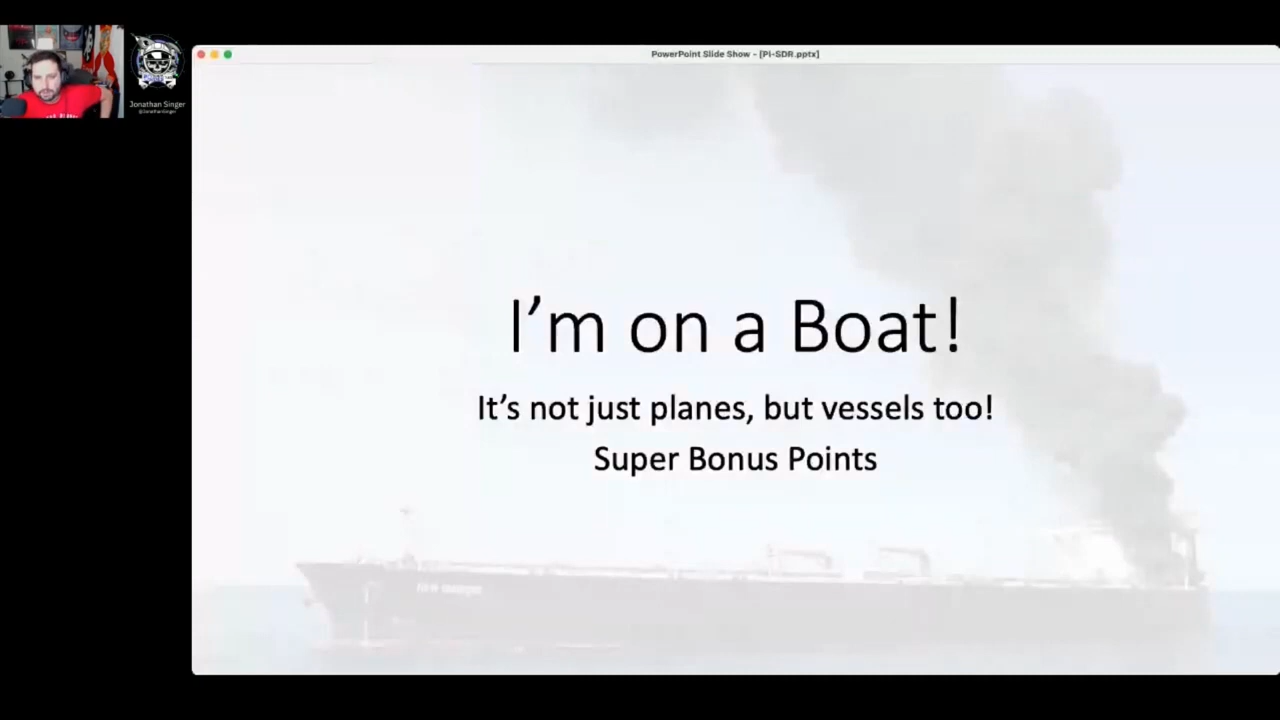 PowerPoint Slide Show - [Pi-SDR.pptx]
Jonathan Singer
@JonathanSinger
I'm on a Boat!
It's not just planes, but vessels too!
Super Bonus Points